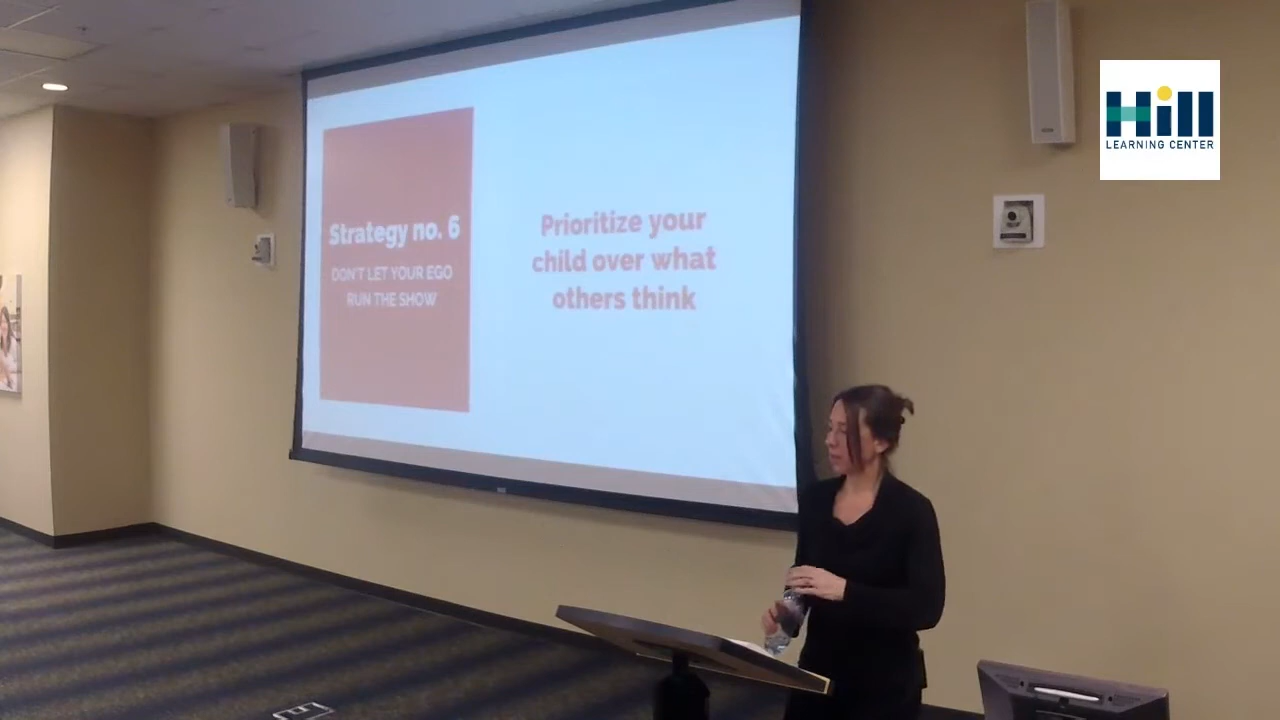 Strategy no. 6
DON'T LET YOUR EGO
RUN THE SHOW
Prioritize your
child over what
others think
Hill
LEARNING CENTER